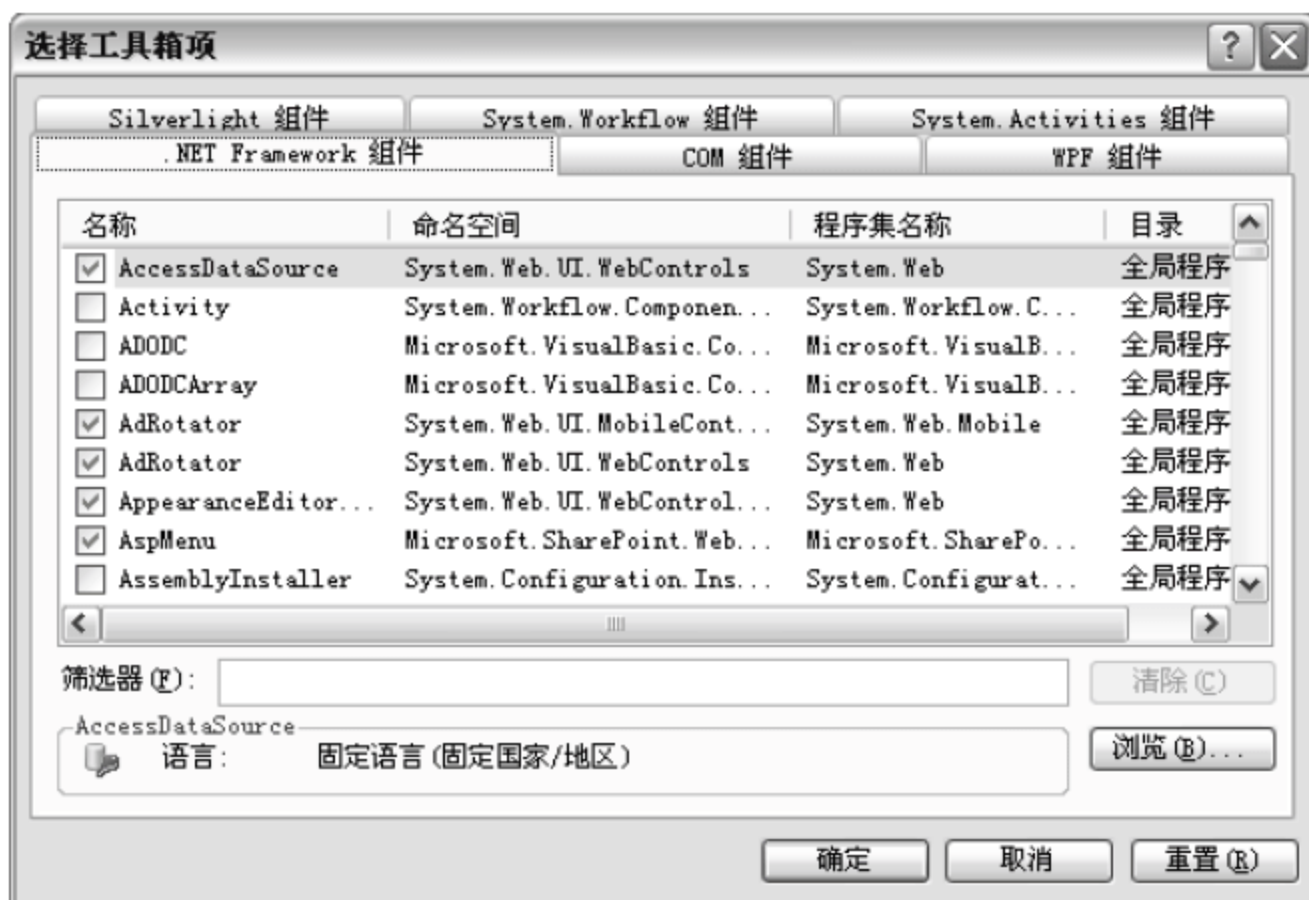 选择工具箱项
Silverlight 组件 System.Workflow 组件 System.Activities 组件
.NET Framework 组件 COM 组件 WPF 组件
名称 命名空间 程序集名称 目录
AccessDataSource System.Web.UI.WebControls System.Web 全局程序
Activity System.Workflow.Componen... System.Workflow.C... 全局程序
ADODC Microsoft.VisualBasic.Co... Microsoft.VisualB... 全局程序
ADODCArray Microsoft.VisualBasic.Co... Microsoft.VisualB... 全局程序
AdRotator System.Web.UI.MobileCont... System.Web.Mobile 全局程序
AdRotator System.Web.UI.WebControls System.Web 全局程序
AppearanceEditor... System.Web.UI.WebControl... System.Web 全局程序
AspMenu Microsoft.SharePoint.Web... Microsoft.SharePo... 全局程序
AssemblyInstaller System.Configuration.Ins... System.Configurat... 全局程序
筛选器(F): 清除(C)
AccessDataSource
语言: 固定语言(固定国家/地区) 浏览(B)...
确定 取消 重置(R)